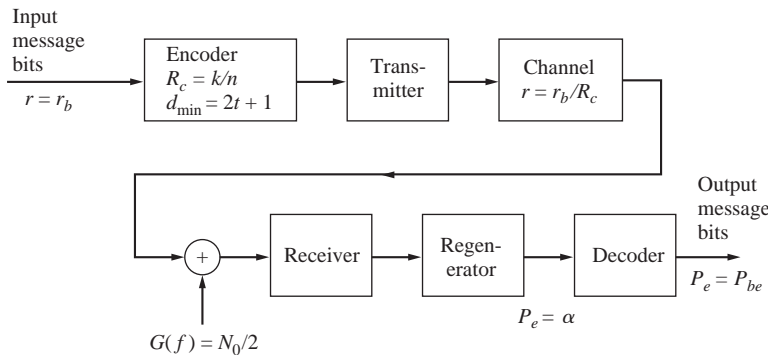 Input
message
bits
r = r_b
Encoder
R_c = k/n
d_min = 2t + 1
Trans-
mitter
Channel
r = r_b/R_c
+
Receiver
Regen-
erator
Decoder
Output
message
bits
P_e = P_be
P_e = α
G(f) = N_0/2